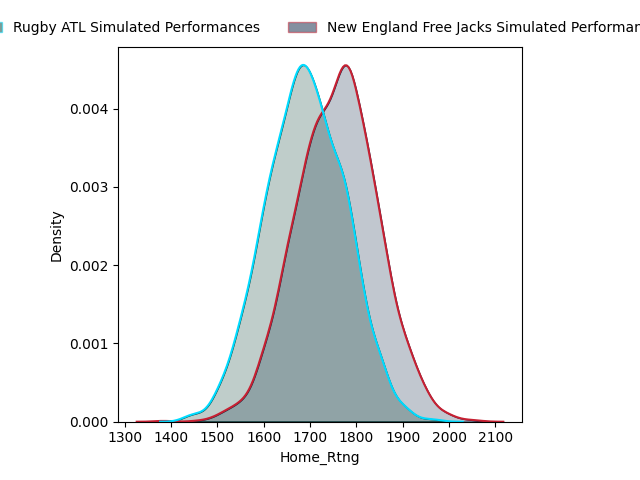 Rugby ATL Simulated Performances New England Free Jacks Simulated
0.004
0.003
0.002
0.001
0.000
Density
1300 1400 1500 1600 1700 1800 1900 2000 2100
Home_Rtng